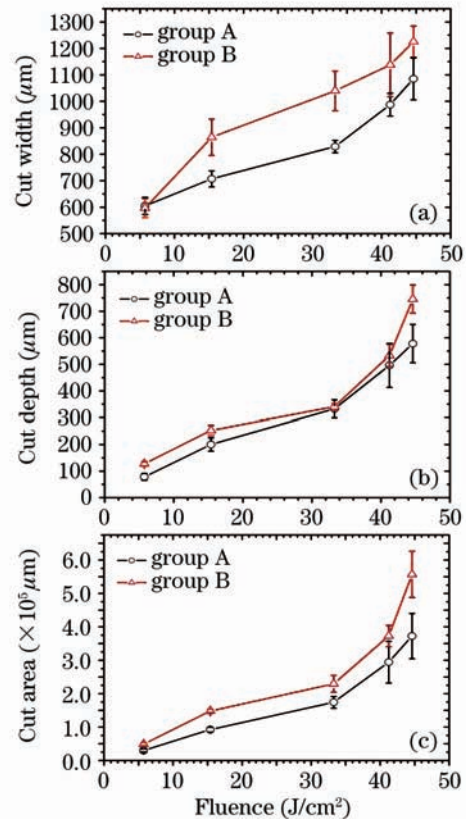 1300
1200
1100
1000
900
800
700
600
500
Cut width (μm)
group A
group B
(a)
0 10 20 30 40 50
800
700
600
500
400
300
200
100
0
Cut depth (μm)
group A
group B
(b)
0 10 20 30 40 50
6.0
5.0
4.0
3.0
2.0
1.0
0.0
Cut area (×10⁵μm)
group A
group B
(c)
0 10 20 30 40 50
Fluence (J/cm²)